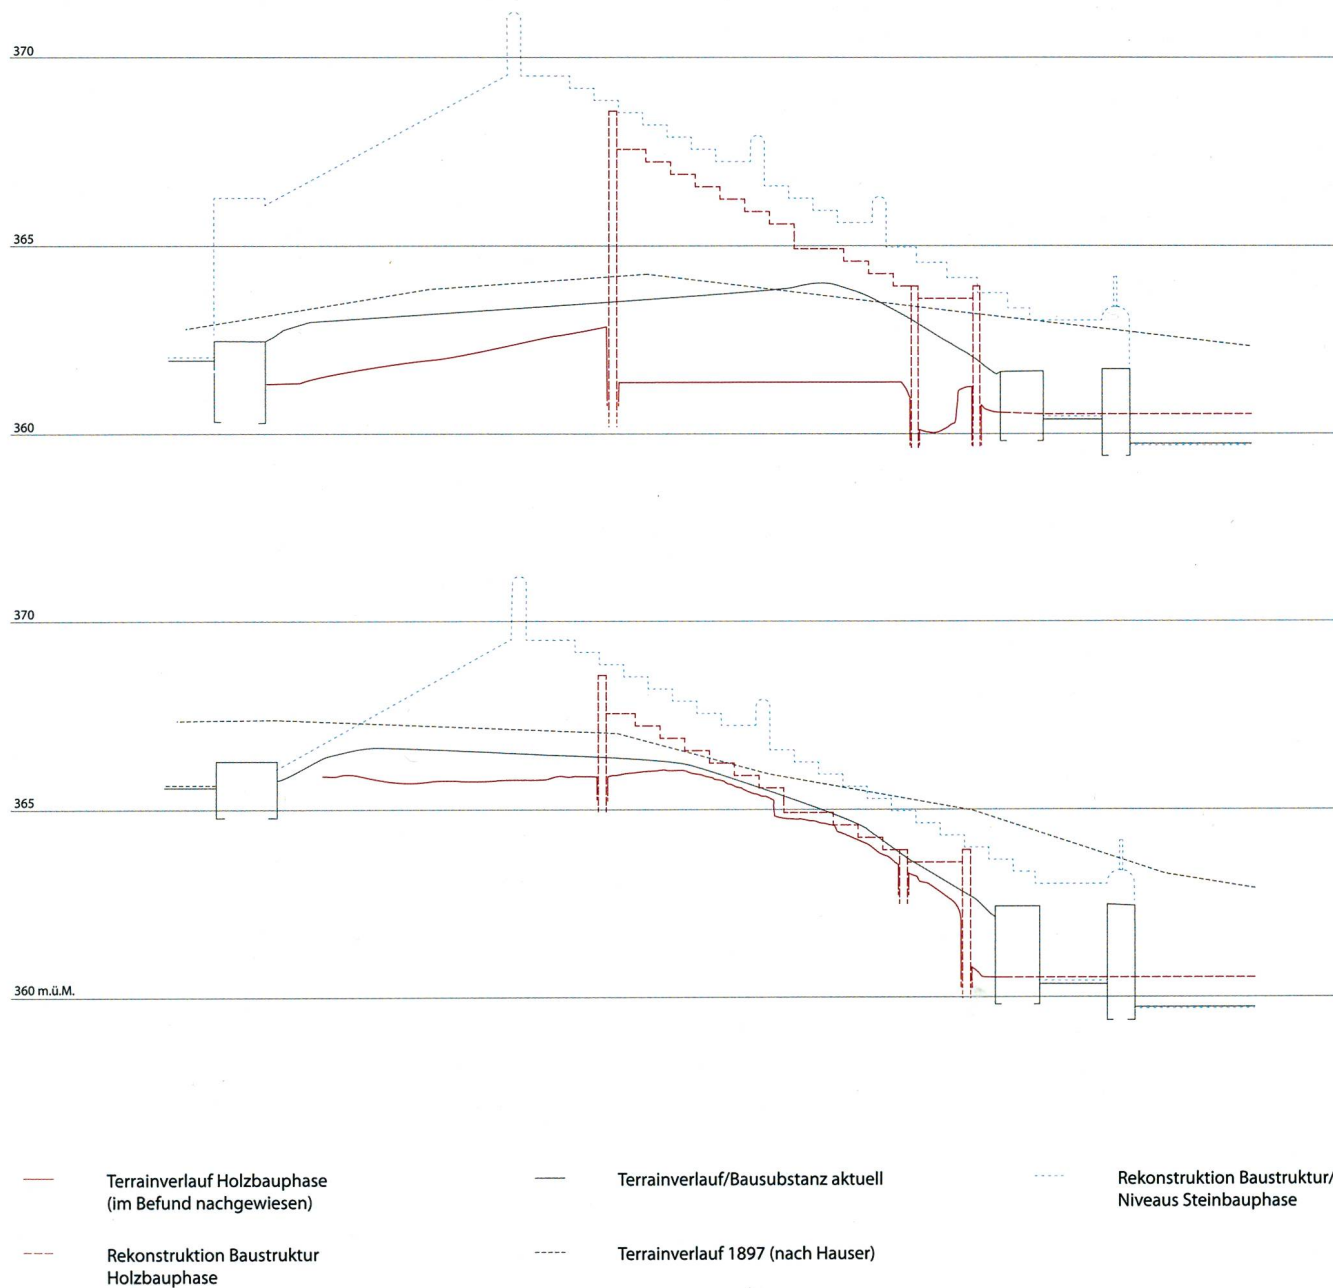 370
365
360
370
365
360 m.ü.M.
Terrainverlauf Holzbauphase
(im Befund nachgewiesen)
Rekonstruktion Baustruktur
Holzbauphase
Terrainverlauf/Bausubstanz aktuell
Terrainverlauf 1897 (nach Hauser)
Rekonstruktion Baustruktur/
Niveaus Steinbauphase